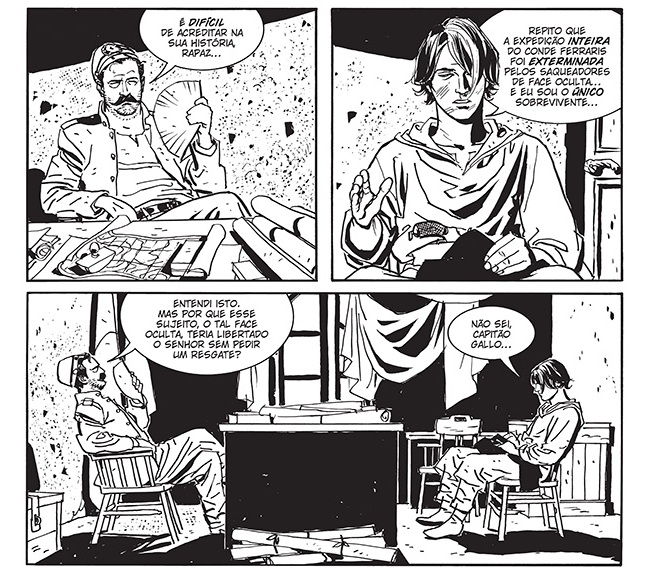 É DIFÍCIL
DE ACREDITAR NA
SUA HISTÓRIA,
RAPAZ...
REPITO QUE
A EXPEDIÇÃO INTEIRA
DO CONDE FERRARIS
FOI EXTERMINADA
PELOS SAQUEADORES
DE FACE OCULTA...
E EU SOU O ÚNICO
SOBREVIVENTE...
ENTENDI ISTO.
MAS POR QUE ESSE
SUJEITO, O TAL FACE
OCULTA, TERIA LIBERTADO
O SENHOR SEM PEDIR
UM RESGATE?
NÃO SEI,
CAPITÃO
GALLO...